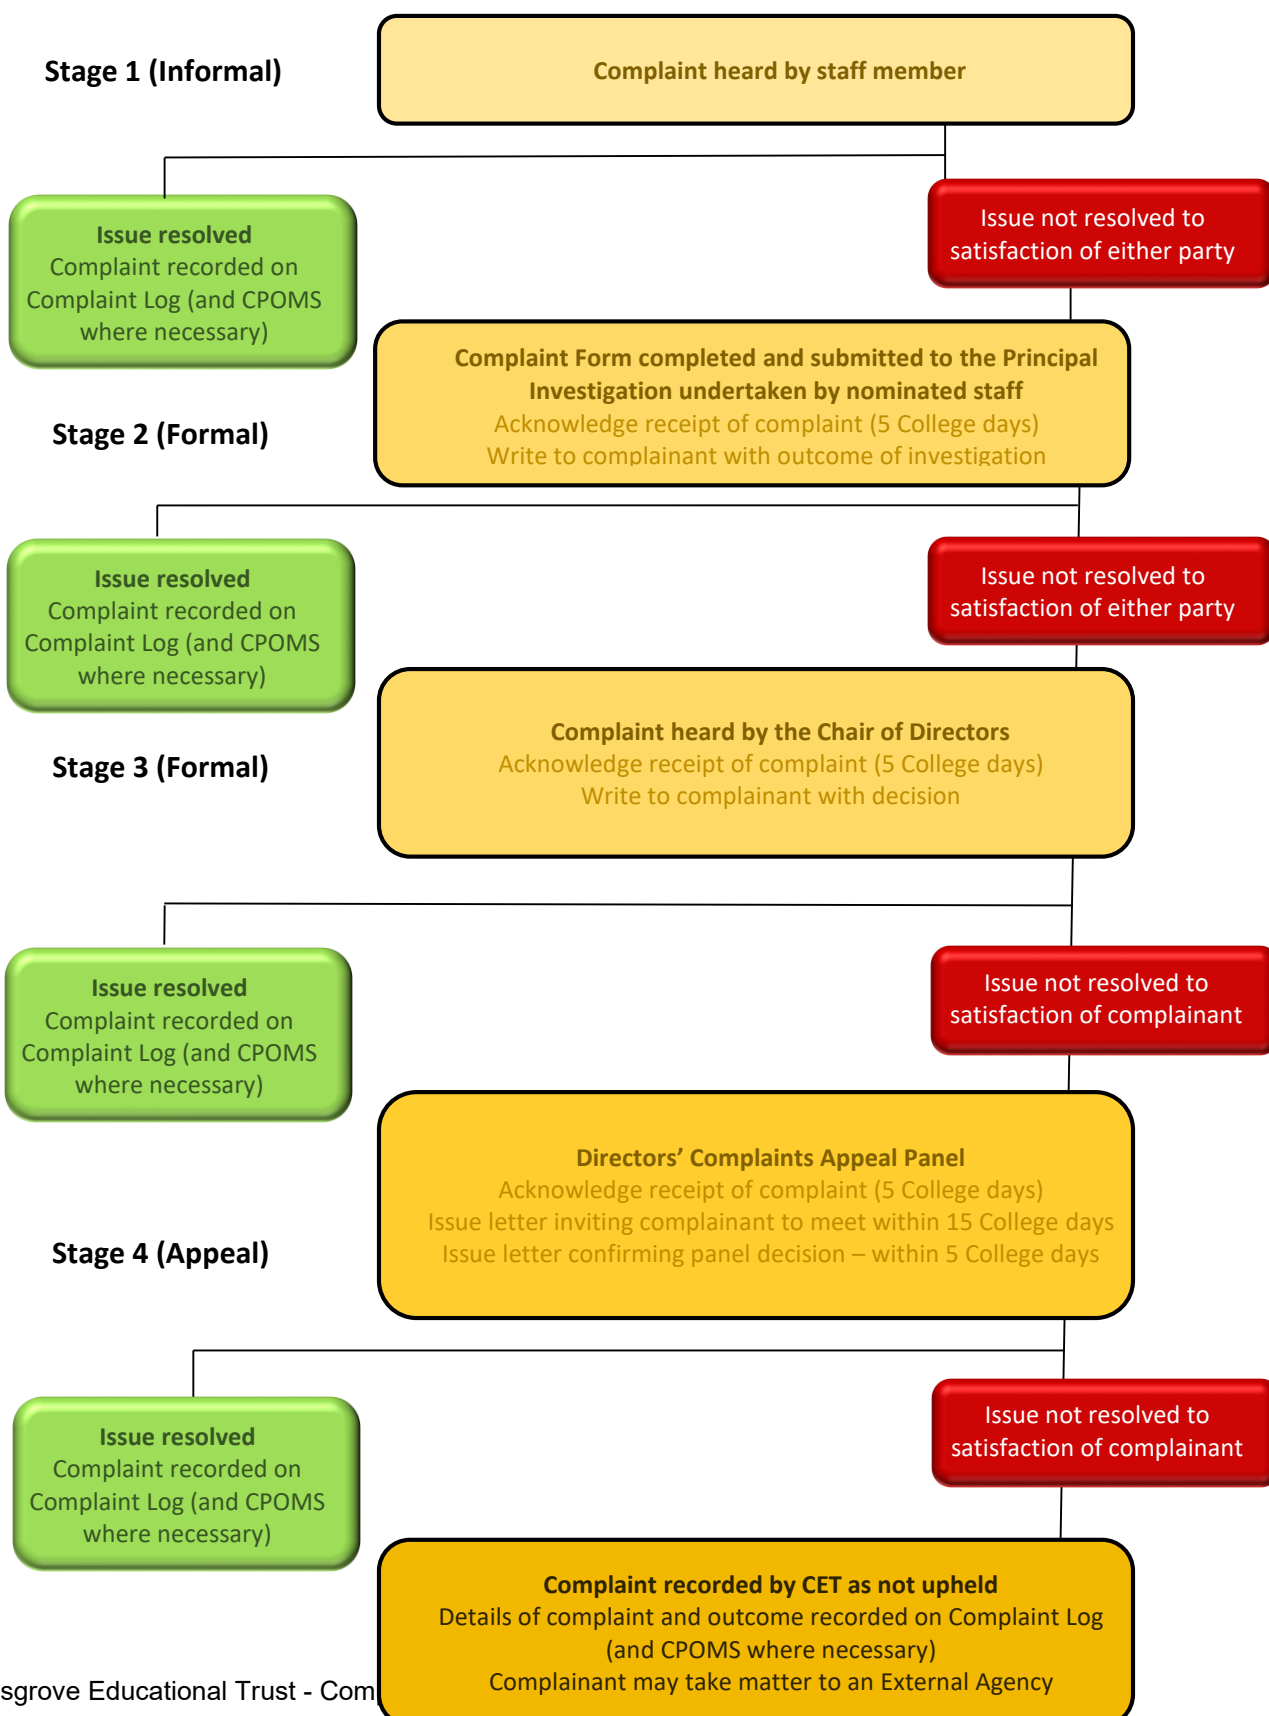 Stage 1 (Informal)
Complaint heard by staff member
Issue resolved
Complaint recorded on
Complaint Log (and CPOMS
where necessary)
Issue not resolved to
satisfaction of either party
Complaint Form completed and submitted to the Principal
Investigation undertaken by nominated staff
Acknowledge receipt of complaint (5 College days)
Write to complainant with outcome of investigation
Stage 2 (Formal)
Issue resolved
Complaint recorded on
Complaint Log (and CPOMS
where necessary)
Issue not resolved to
satisfaction of either party
Complaint heard by the Chair of Directors
Acknowledge receipt of complaint (5 College days)
Write to complainant with decision
Stage 3 (Formal)
Issue resolved
Complaint recorded on
Complaint Log (and CPOMS
where necessary)
Issue not resolved to
satisfaction of complainant
Directors’ Complaints Appeal Panel
Acknowledge receipt of complaint (5 College days)
Issue letter inviting complainant to meet within 15 College days
Issue letter confirming panel decision – within 5 College days
Stage 4 (Appeal)
Issue resolved
Complaint recorded on
Complaint Log (and CPOMS
where necessary)
Issue not resolved to
satisfaction of complainant
Complaint recorded by CET as not upheld
Details of complaint and outcome recorded on Complaint Log
(and CPOMS where necessary)
Complainant may take matter to an External Agency
sgrove Educational Trust - Com